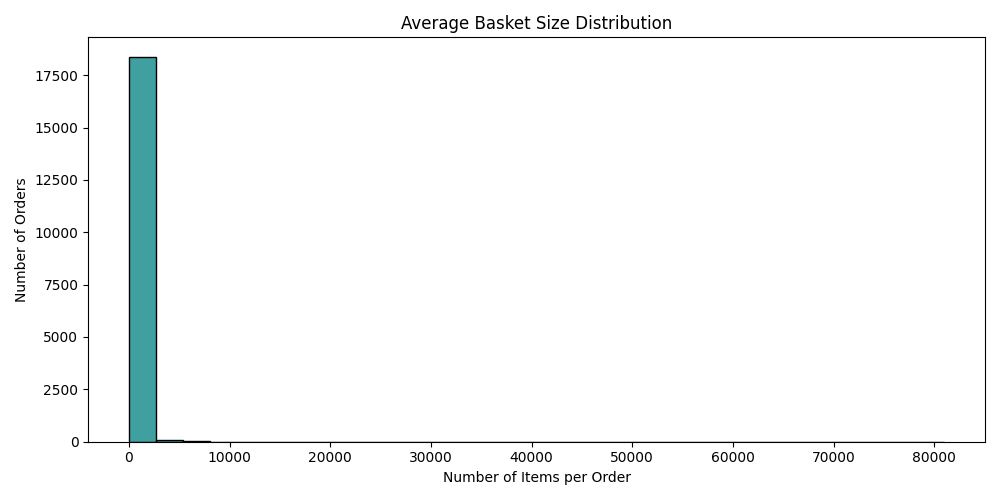 Average Basket Size Distribution
Number of Orders
17500
15000
12500
10000
7500
5000
2500
0
0 10000 20000 30000 40000 50000 60000 70000 80000
Number of Items per Order